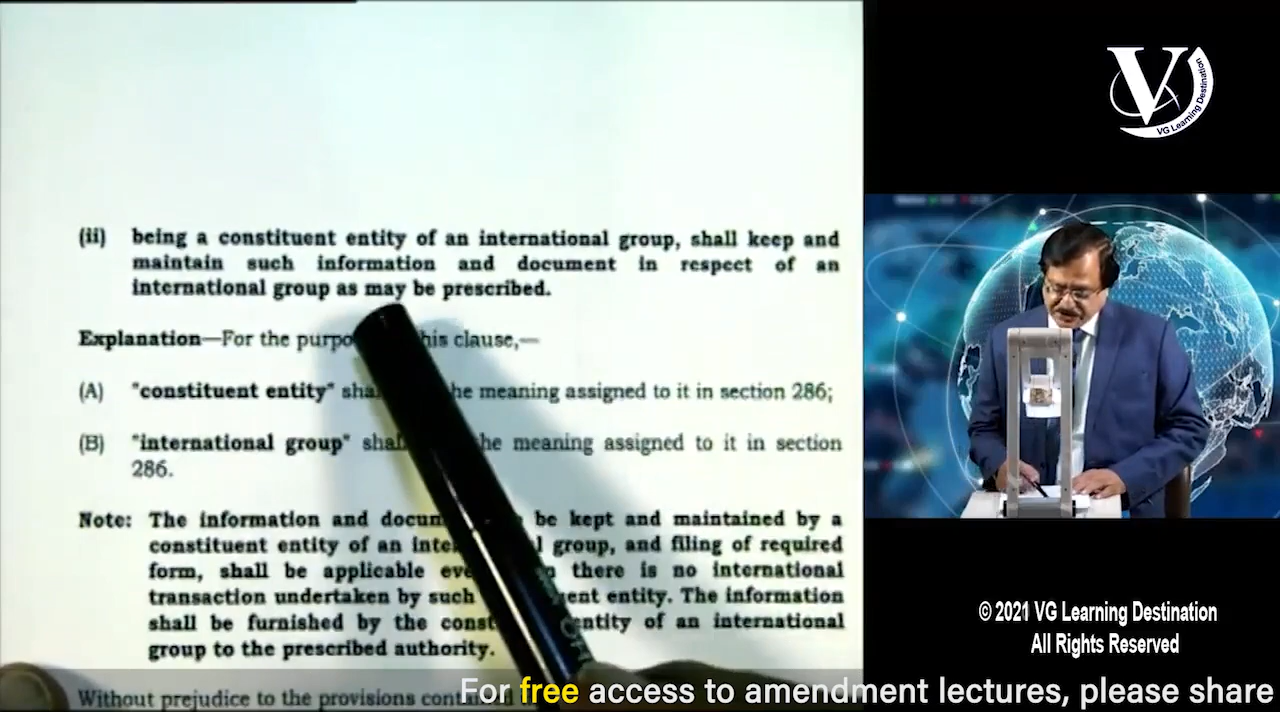 (ii) being a constituent entity of an international group, shall keep and
maintain such information and document in respect of an
international group as may be prescribed.
Explanation—For the purpo his clause,—
(A) "constituent entity" sha he meaning assigned to it in section 286;
(B) "international group" shal he meaning assigned to it in section
286.
Note: The information and docum be kept and maintained by a
constituent entity of an inte l group, and filing of required
form, shall be applicable eve n there is no international
transaction undertaken by such ent entity. The information
shall be furnished by the const entity of an international
group to the prescribed authority.
Without prejudice to the provisions cont
V
VG Learning Destination
© 2021 VG Learning Destination
All Rights Reserved
For free access to amendment lectures, please share